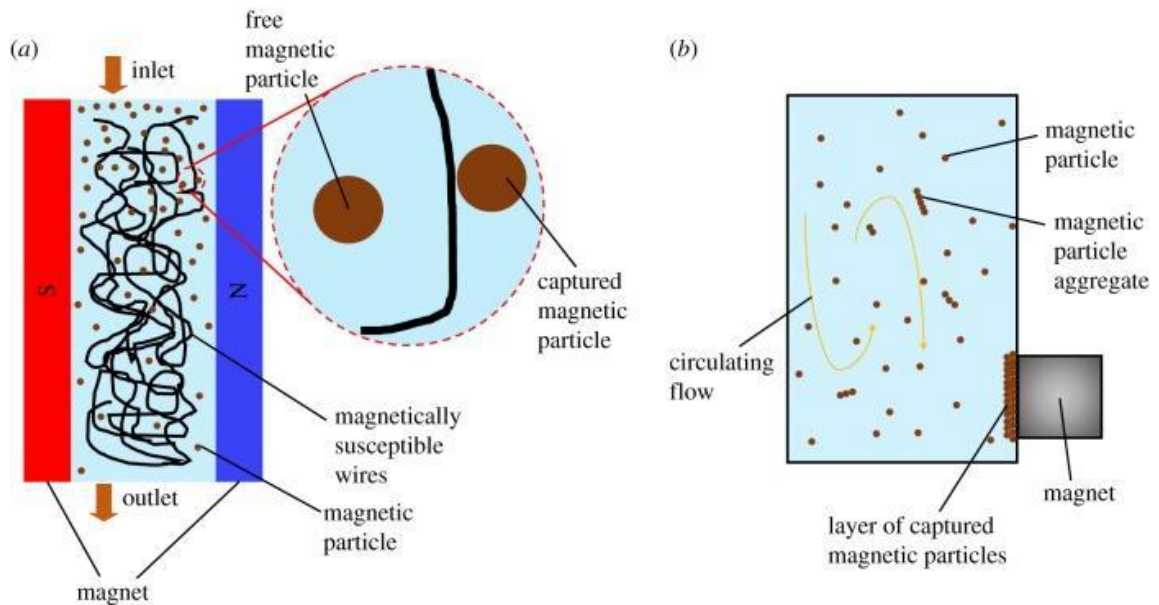 (a)
free
magnetic
particle
inlet
S
N
captured
magnetic
particle
magnetically
susceptible
wires
outlet
magnetic
particle
magnet
(b)
magnetic
particle
magnetic
particle
aggregate
circulating
flow
magnet
layer of captured
magnetic particles